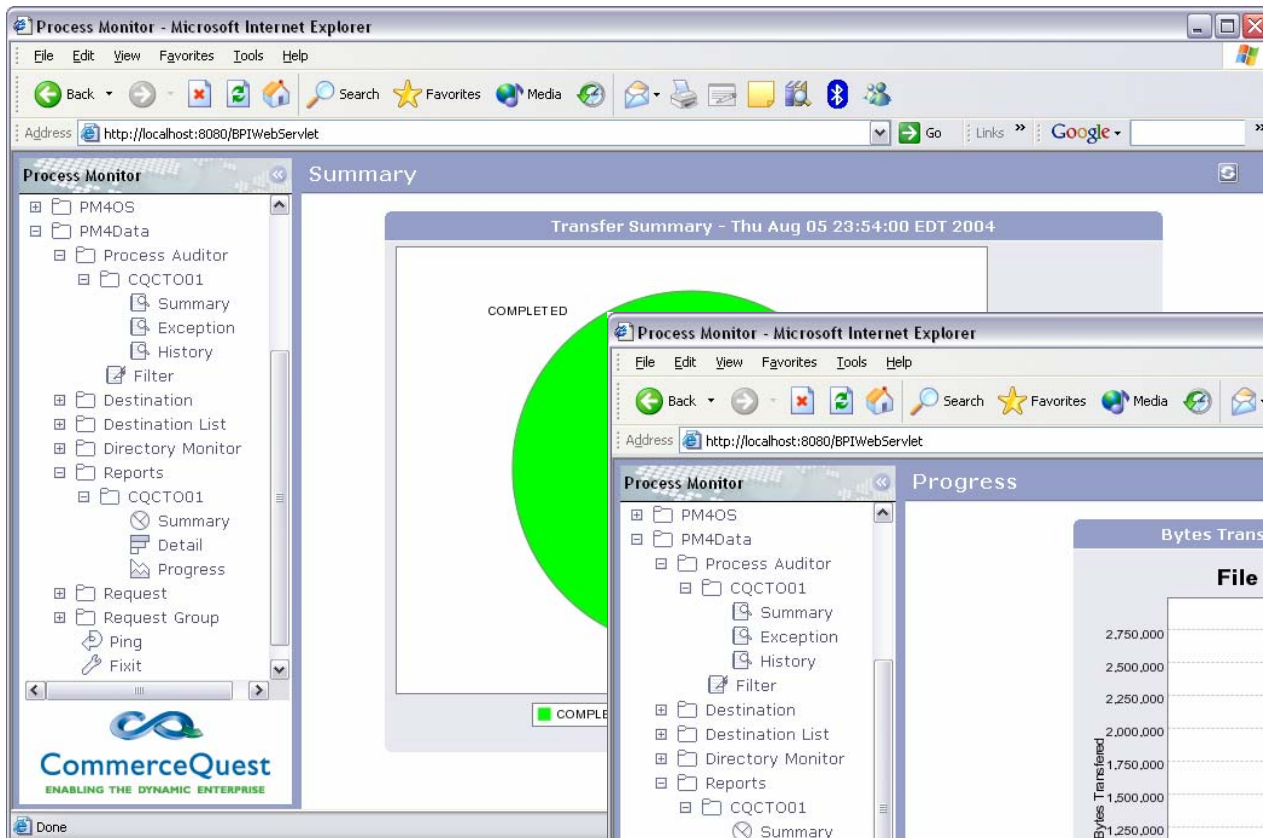 Process Monitor - Microsoft Internet Explorer
File Edit View Favorites Tools Help
Back Search Favorites Media
Address http://localhost:8080/BPIWebServlet Go Links » Google »
Process Monitor
PM4OS
PM4Data
Process Auditor
CQCTO01
Summary
Exception
History
Filter
Destination
Destination List
Directory Monitor
Reports
CQCTO01
Summary
Detail
Progress
Request
Request Group
Ping
Fixit
CommerceQuest
ENABLING THE DYNAMIC ENTERPRISE
Done
Summary
Transfer Summary - Thu Aug 05 23:54:00 EDT 2004
COMPLETED
COMPLE
Process Monitor - Microsoft Internet Explorer
File Edit View Favorites Tools Help
Back Search Favorites Media
Address http://localhost:8080/BPIWebServlet
Process Monitor
PM4OS
PM4Data
Process Auditor
CQCTO01
Summary
Exception
History
Filter
Destination
Destination List
Directory Monitor
Reports
CQCTO01
Summary
Progress
Bytes Trans
File
2,750,000
2,500,000
2,250,000
2,000,000
1,750,000
1,500,000
1,250,000
Bytes Transfered